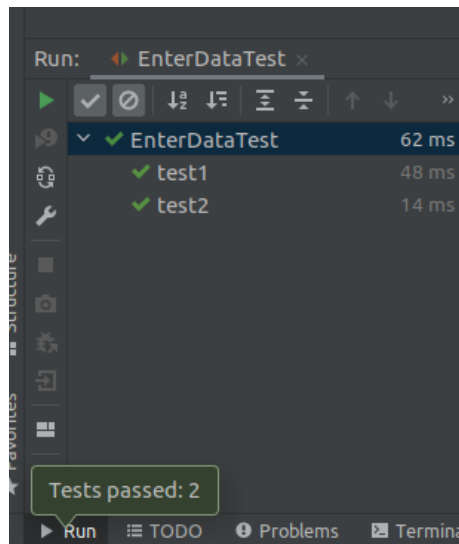 Run: EnterDataTest
EnterDataTest 62 ms
test1 48 ms
test2 14 ms
Structure
Favorites
Tests passed: 2
Run TODO Problems Termina